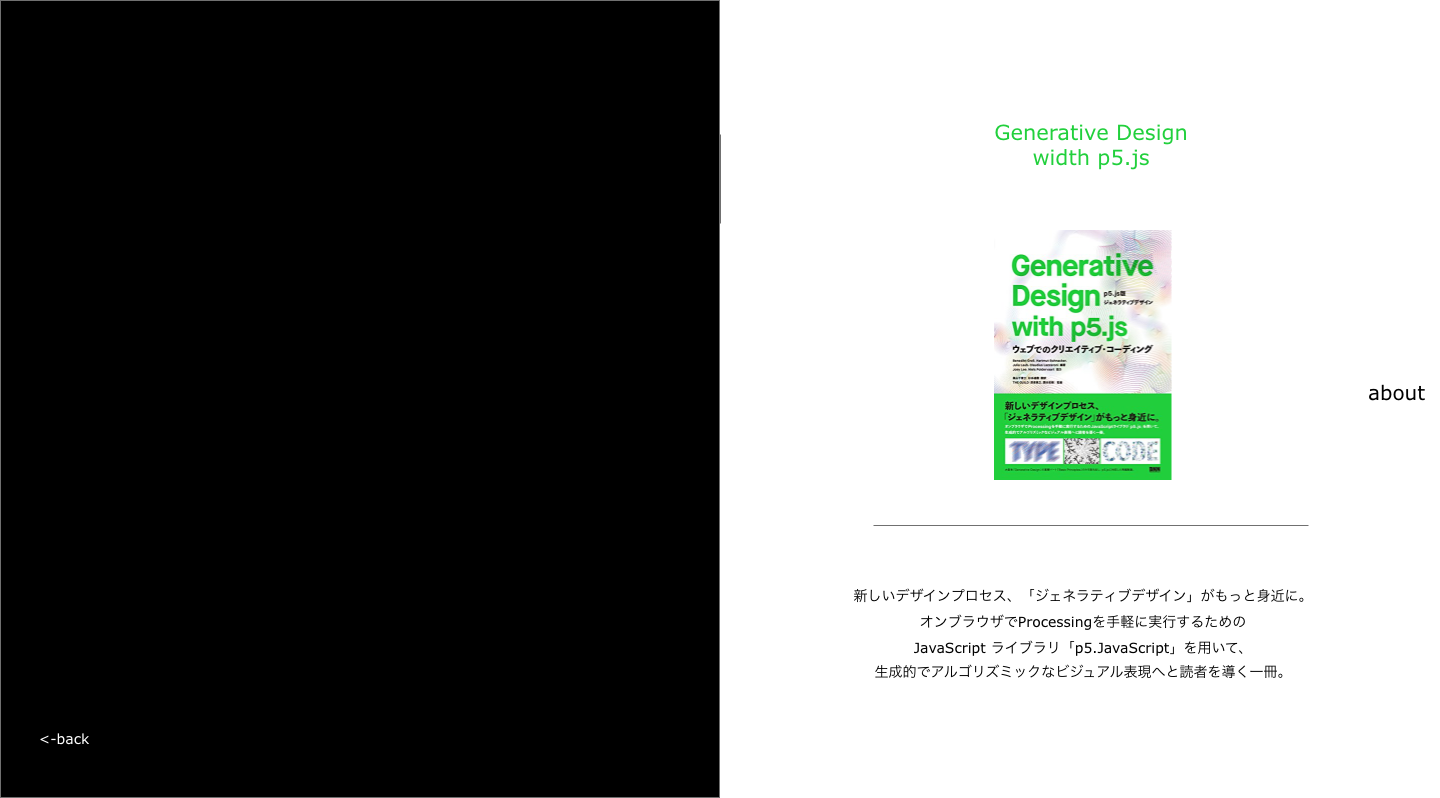 Generative Design
width p5.js
Generative
Design p5.js版
ジェネラティブデザイン
with p5.js
ウェブでのクリエイティブ・コーディング
新しいデザインプロセス、
「ジェネラティブデザイン」がもっと身近に。
TYPE CODE
about
新しいデザインプロセス、「ジェネラティブデザイン」がもっと身近に。
オンブラウザでProcessingを手軽に実行するための
JavaScript ライブラリ「p5.JavaScript」を用いて、
生成的でアルゴリズミックなビジュアル表現へと読者を導く一冊。
<-back